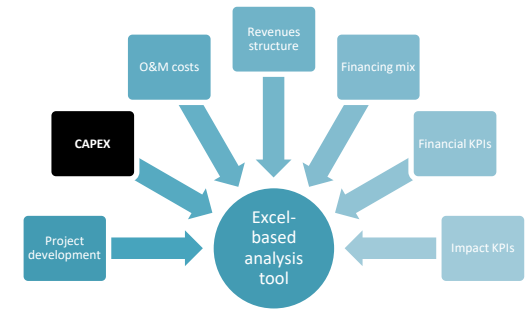 Revenues
structure
O&M costs
Financing mix
CAPEX
Financial KPIs
Project
development
Impact KPIs
Excel-
based
analysis
tool